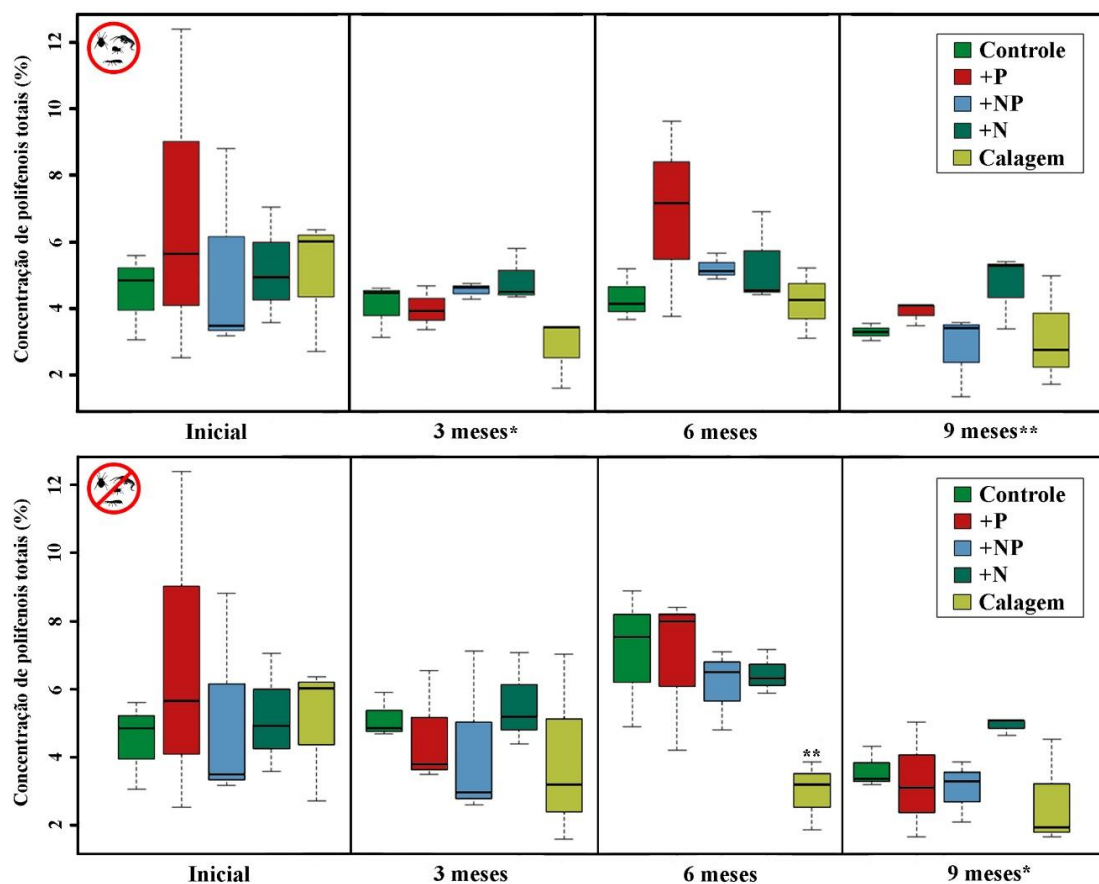 Concentração de polifenois totais (%)
12
10
8
6
4
2
Controle
+P
+NP
+N
Calagem
Inicial
3 meses*
6 meses
9 meses**
Concentração de polifenois totais (%)
12
10
8
6
4
2
Controle
+P
+NP
+N
Calagem
**
Inicial
3 meses
6 meses
9 meses*